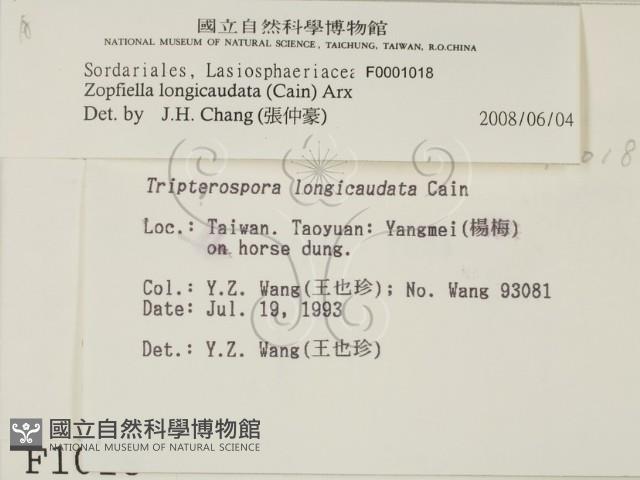 國立自然科學博物館
NATIONAL MUSEUM OF NATURAL SCIENCE, TAICHUNG, TAIWAN, R.O.CHINA
Sordariales, Lasiosphaeriacea F0001018
Zopfiella longicaudata (Cain) Arx
Det. by J.H. Chang (張仲豪) 2008/06/04
018
Tripterospora longicaudata Cain
Loc.: Taiwan. Taoyuan: Yangmei(楊梅)
on horse dung.
Col.: Y.Z. Wang(王也珍); No. Wang 93081
Date: Jul. 19, 1993
Det.: Y.Z. Wang(王也珍)
國立自然科學博物館
NATIONAL MUSEUM OF NATURAL SCIENCE